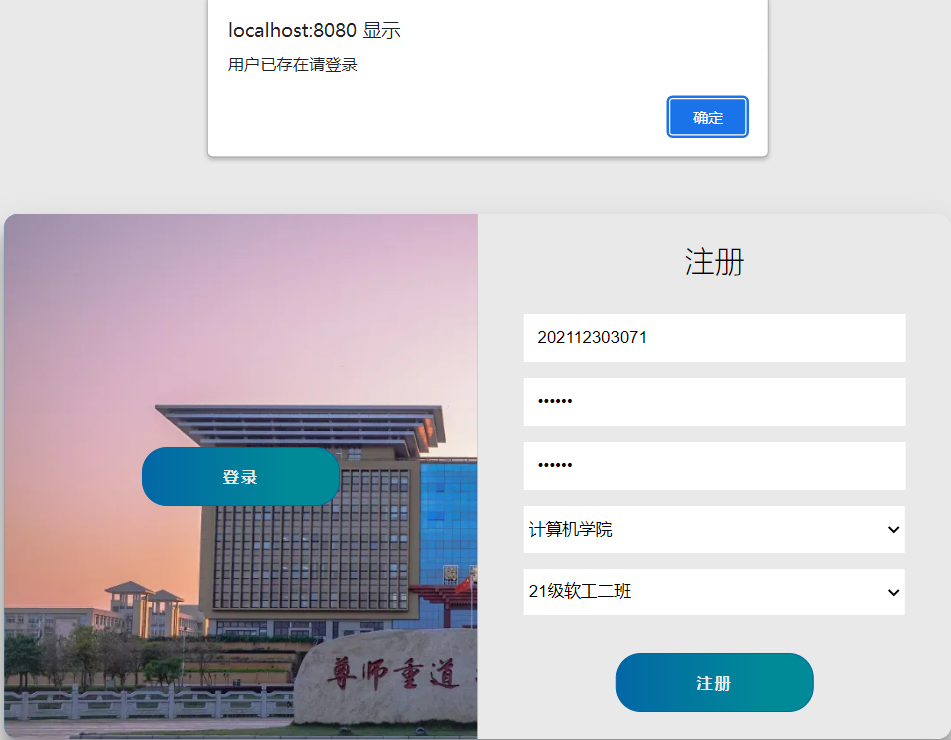 localhost:8080 显示
用户已存在请登录
确定
注册
202112303071
••••••
••••••
登录
计算机学院
21级软工二班
尊师重道
注册